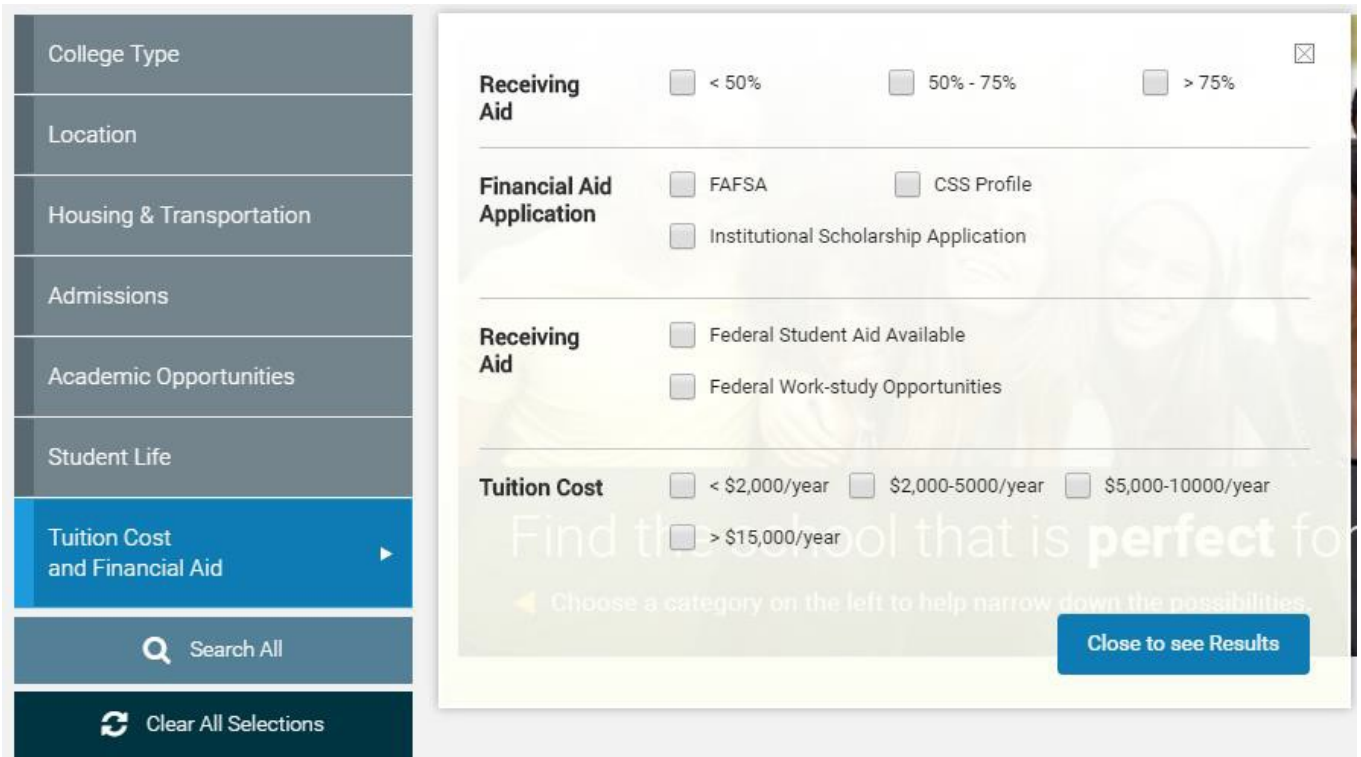 College Type
Location
Housing & Transportation
Admissions
Academic Opportunities
Student Life
Tuition Cost
and Financial Aid
Search All
Clear All Selections
Receiving
Aid
< 50%
50% - 75%
> 75%
Financial Aid
Application
FAFSA
CSS Profile
Institutional Scholarship Application
Receiving
Aid
Federal Student Aid Available
Federal Work-study Opportunities
Tuition Cost
< $2,000/year
$2,000-5000/year
$5,000-10000/year
> $15,000/year
Find the school that is perfect fo
Choose a category on the left to help narrow down the possibilities.
Close to see Results